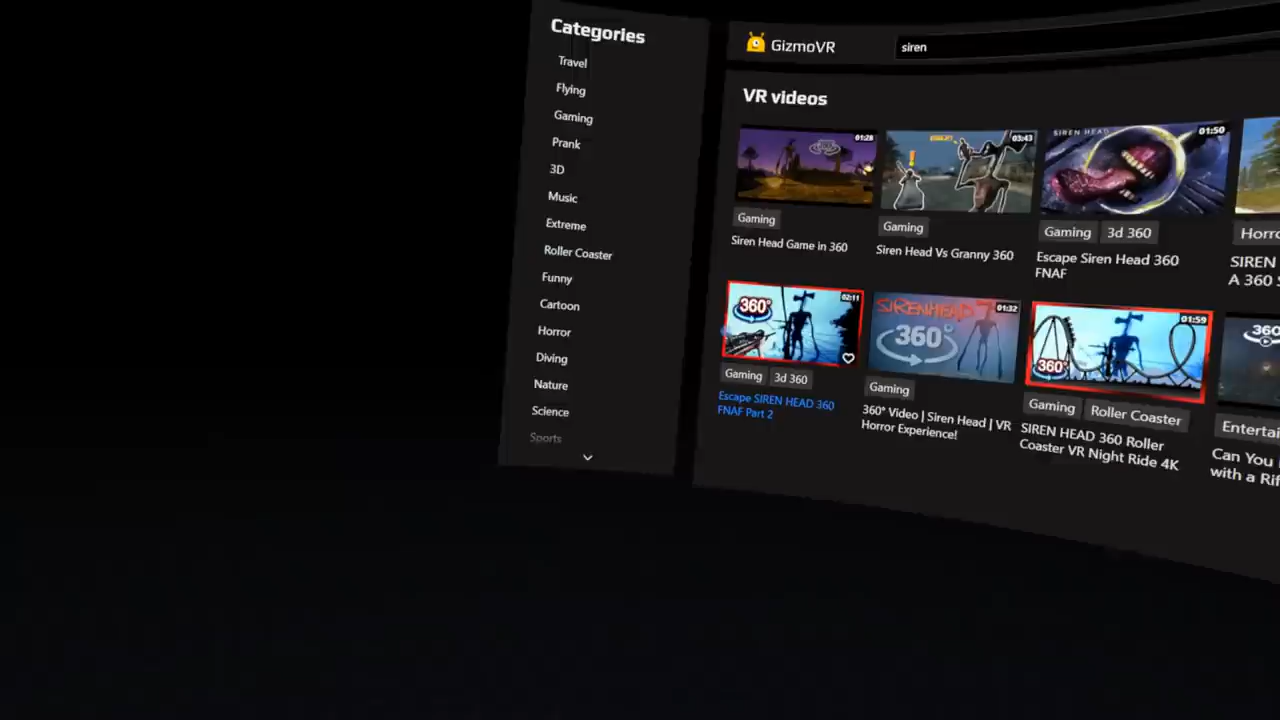 Categories
Travel
Flying
Gaming
Prank
3D
Music
Extreme
Roller Coaster
Funny
Cartoon
Horror
Diving
Nature
Science
Sports
GizmoVR
siren
VR videos
01:28
Gaming
Siren Head Game in 360
03:43
Gaming
Siren Head Vs Granny 360
SIREN HEAD
01:50
Gaming
3d 360
Escape Siren Head 360
FNAF
Horro
SIREN
A 360 S
360°
02:11
Gaming
3d 360
Escape SIREN HEAD 360
FNAF Part 2
SIRENHEAD
01:32
360°
Gaming
360° Video | Siren Head | VR
Horror Experience!
01:59
360°
Gaming
Roller Coaster
SIREN HEAD 360 Roller
Coaster VR Night Ride 4K
360
Entertai
Can You
with a Rif